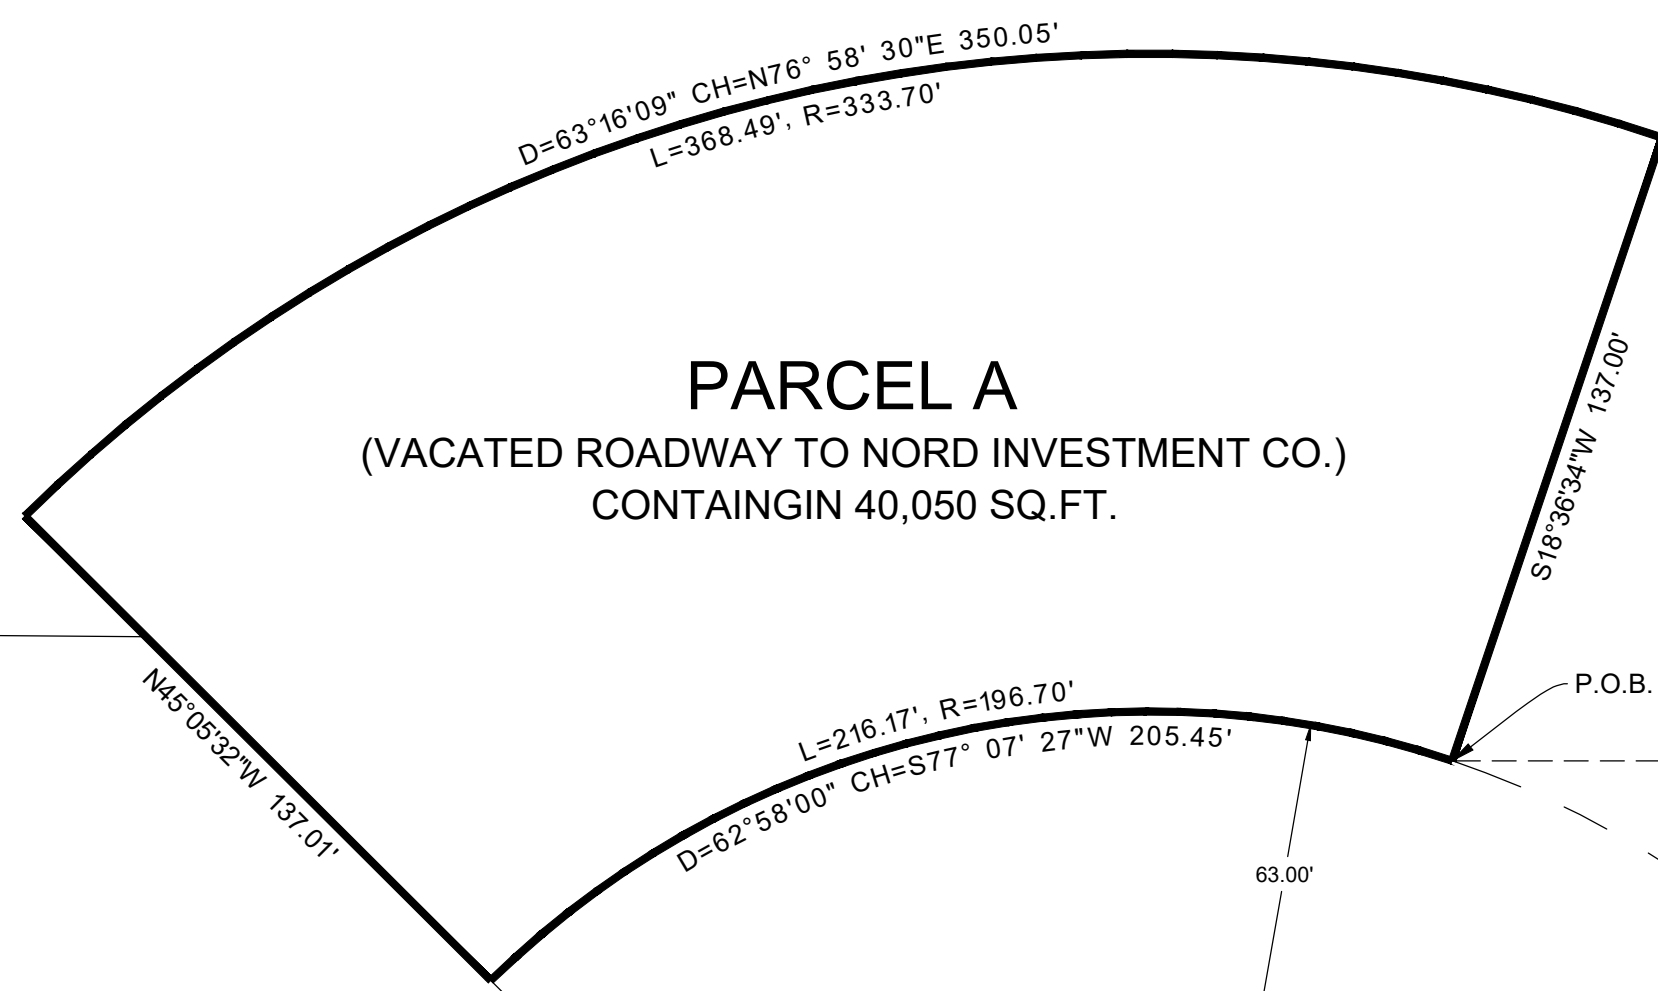 D=63°16'09" CH=N76° 58' 30"E 350.05'
L=368.49', R=333.70'
PARCEL A
(VACATED ROADWAY TO NORD INVESTMENT CO.)
CONTAINGIN 40,050 SQ.FT.
S18°36'34"W 137.00'
N45°05'32"W 137.01'
L=216.17', R=196.70'
D=62°58'00" CH=S77° 07' 27"W 205.45'
P.O.B.
63.00'